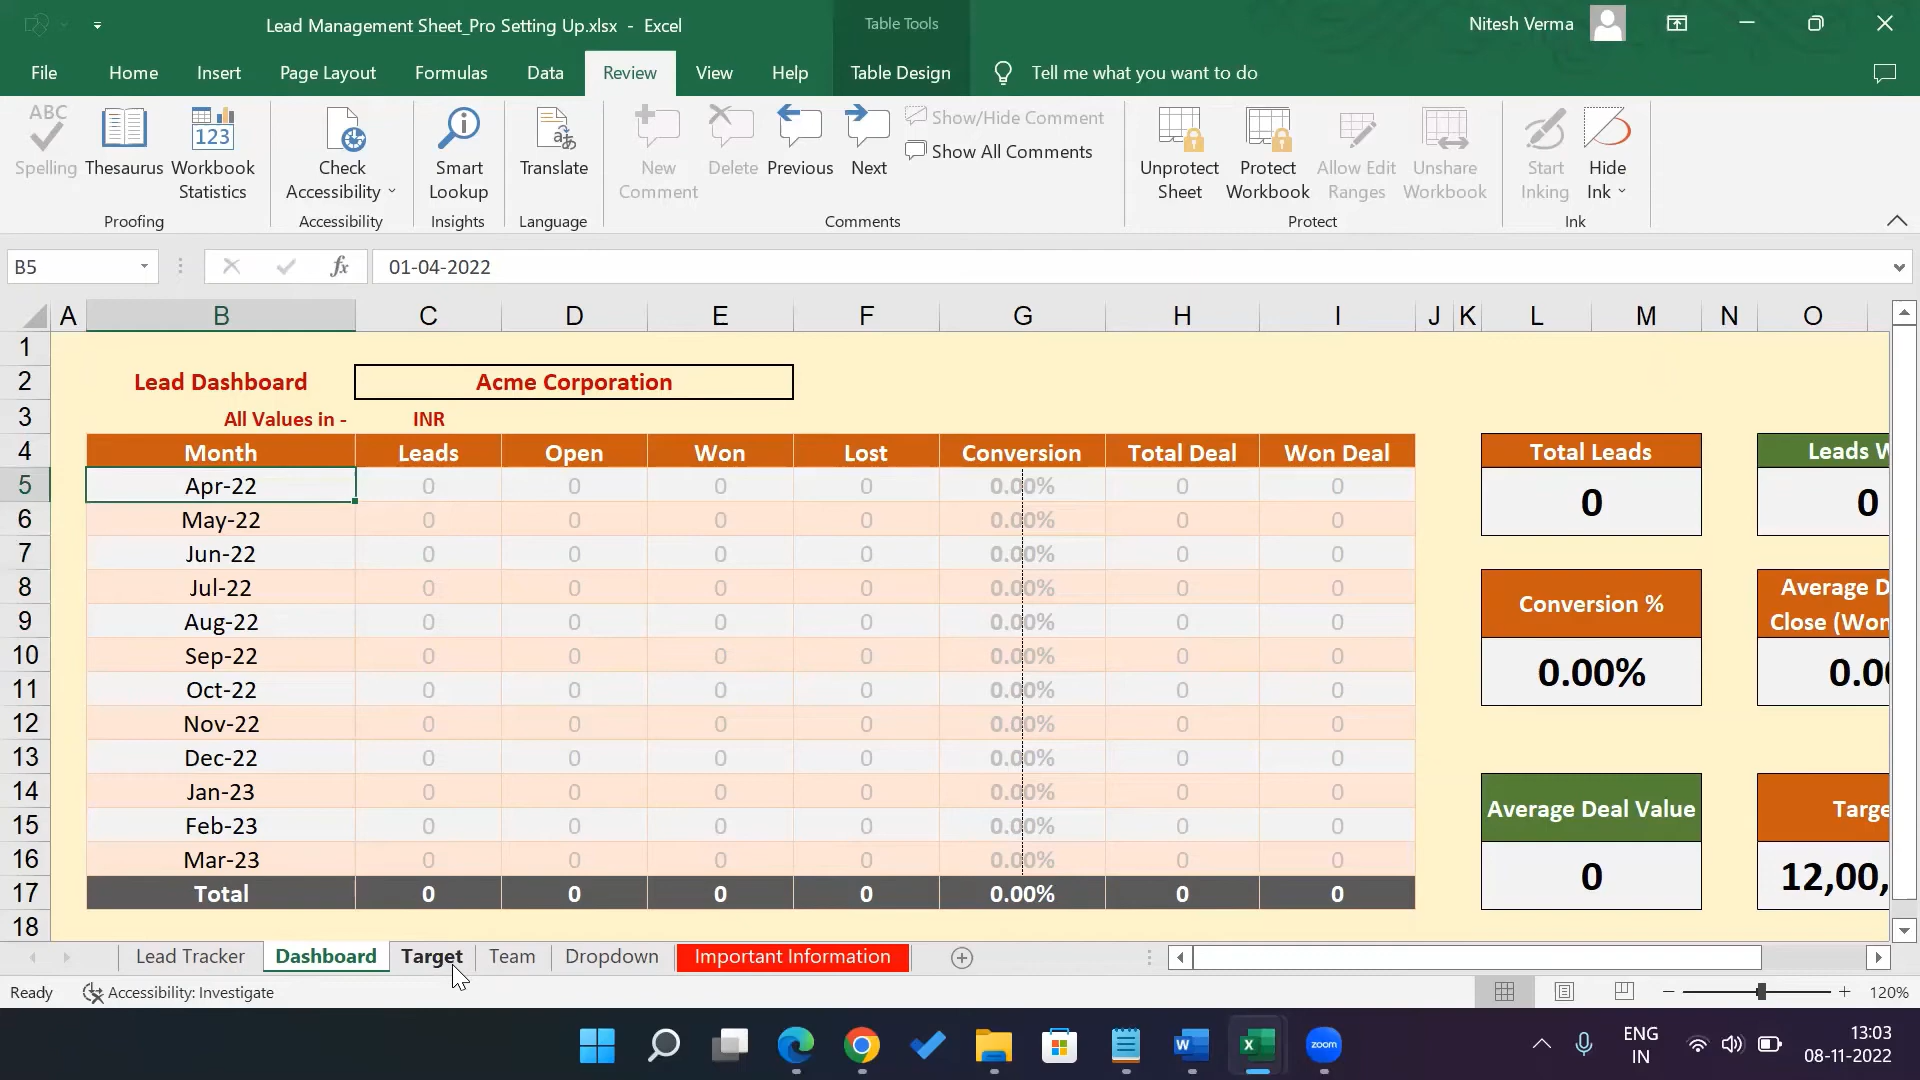 Lead Management Sheet_Pro Setting Up.xlsx - Excel
Table Tools
Nitesh Verma
File Home Insert Page Layout Formulas Data Review View Help Table Design Tell me what you want to do
ABC
Spelling
Thesaurus
123
Workbook
Statistics
Proofing
Check
Accessibility
Accessibility
Smart
Lookup
Insights
Translate
Language
New
Comment
Delete
Previous
Next
Show/Hide Comment
Show All Comments
Comments
Unprotect
Sheet
Protect
Workbook
Allow Edit
Ranges
Unshare
Workbook
Protect
Start
Inking
Hide
Ink
Ink
B5 fx 01-04-2022
A B C D E F G H I J K L M N O
1
2 Lead Dashboard Acme Corporation
3 All Values in - INR
4 Month Leads Open Won Lost Conversion Total Deal Won Deal
5 Apr-22 0 0 0 0 0.00% 0 0
6 May-22 0 0 0 0 0.00% 0 0
7 Jun-22 0 0 0 0 0.00% 0 0
8 Jul-22 0 0 0 0 0.00% 0 0
9 Aug-22 0 0 0 0 0.00% 0 0
10 Sep-22 0 0 0 0 0.00% 0 0
11 Oct-22 0 0 0 0 0.00% 0 0
12 Nov-22 0 0 0 0 0.00% 0 0
13 Dec-22 0 0 0 0 0.00% 0 0
14 Jan-23 0 0 0 0 0.00% 0 0
15 Feb-23 0 0 0 0 0.00% 0 0
16 Mar-23 0 0 0 0 0.00% 0 0
17 Total 0 0 0 0 0.00% 0 0
18
Total Leads
0
Leads W
0
Conversion %
0.00%
Average D
Close (Won
0.00
Average Deal Value
0
Targe
12,00,
Lead Tracker Dashboard Target Team Dropdown Important Information
Ready Accessibility: Investigate 120%
W
X
zoom
ENG
IN
13:03
08-11-2022